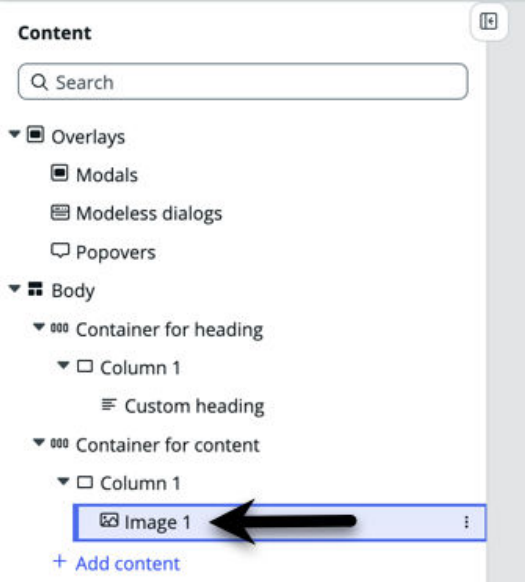 Content
Search
Overlays
Modals
Modeless dialogs
Popovers
Body
Container for heading
Column 1
Custom heading
Container for content
Column 1
Image 1
+ Add content